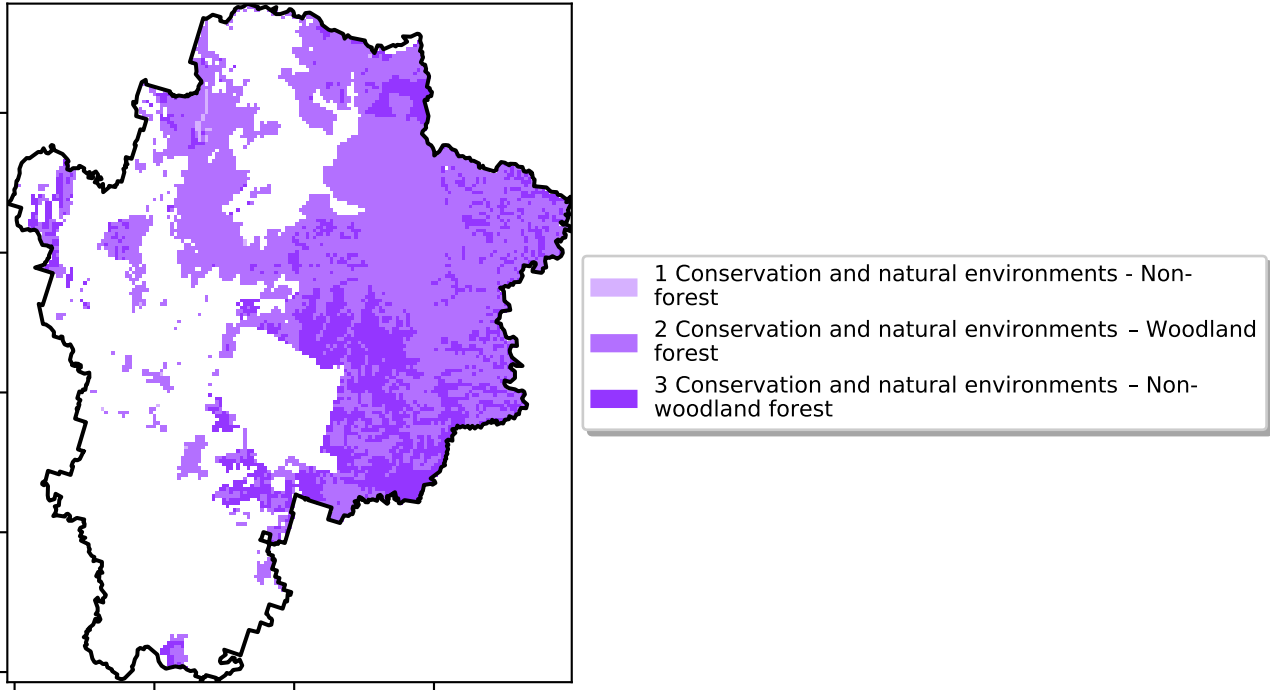 1 Conservation and natural environments - Non-
forest
2 Conservation and natural environments – Woodland
forest
3 Conservation and natural environments – Non-
woodland forest